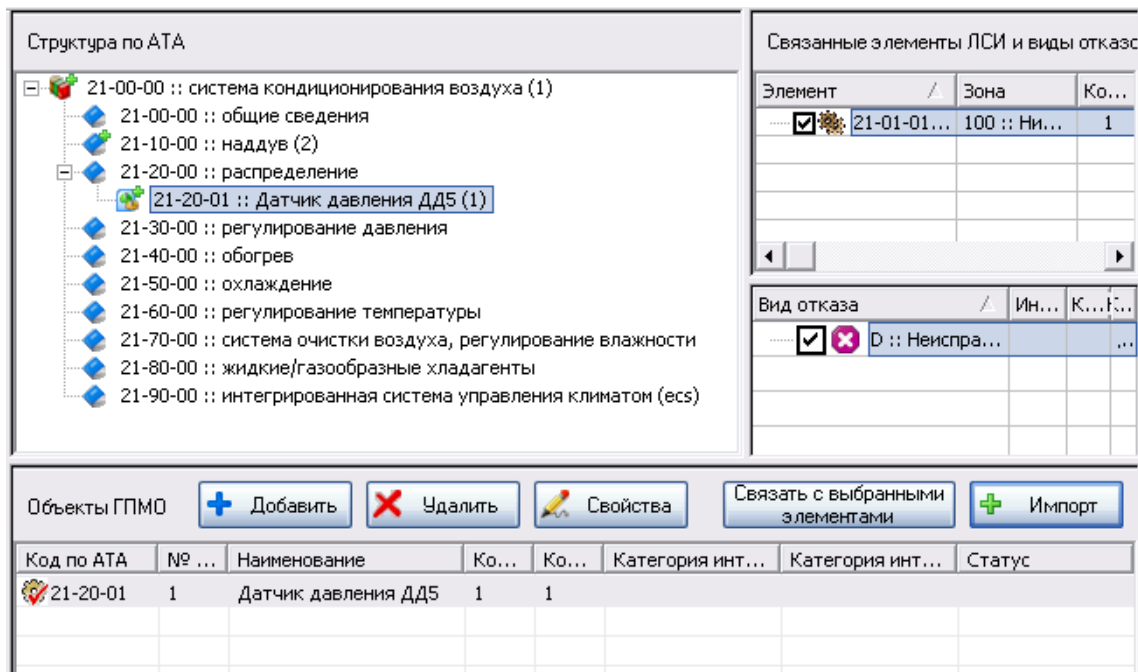 Структура по АТА
21-00-00 :: система кондиционирования воздуха (1)
21-00-00 :: общие сведения
21-10-00 :: наддув (2)
21-20-00 :: распределение
21-20-01 :: Датчик давления ДД5 (1)
21-30-00 :: регулирование давления
21-40-00 :: обогрев
21-50-00 :: охлаждение
21-60-00 :: регулирование температуры
21-70-00 :: система очистки воздуха, регулирование влажности
21-80-00 :: жидкие/газообразные хладагенты
21-90-00 :: интегрированная система управления климатом (ecs)
Связанные элементы ЛСИ и виды отказо
Элемент Зона Ко...
21-01-01... 100 :: Ни... 1
Вид отказа Ин... К...
D :: Неиспра...
Объекты ГПМО Добавить Удалить Свойства Связать с выбранными элементами Импорт
Код по АТА № ... Наименование Ко... Ко... Категория инт... Категория инт... Статус
21-20-01 1 Датчик давления ДД5 1 1